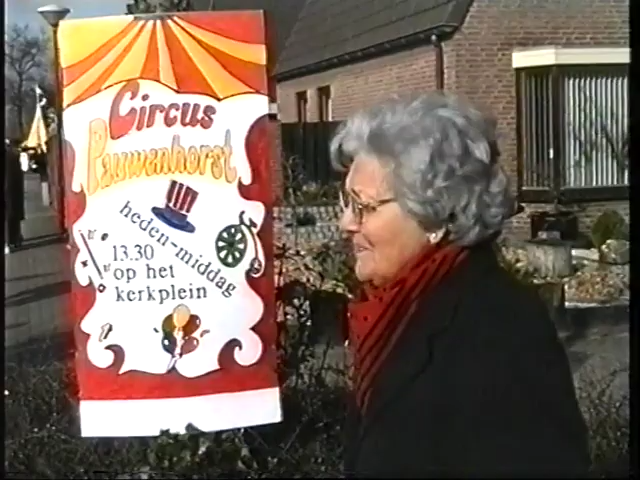 Circus
Pauwenhorst
heden-middag
13.30
op het
kerkplein